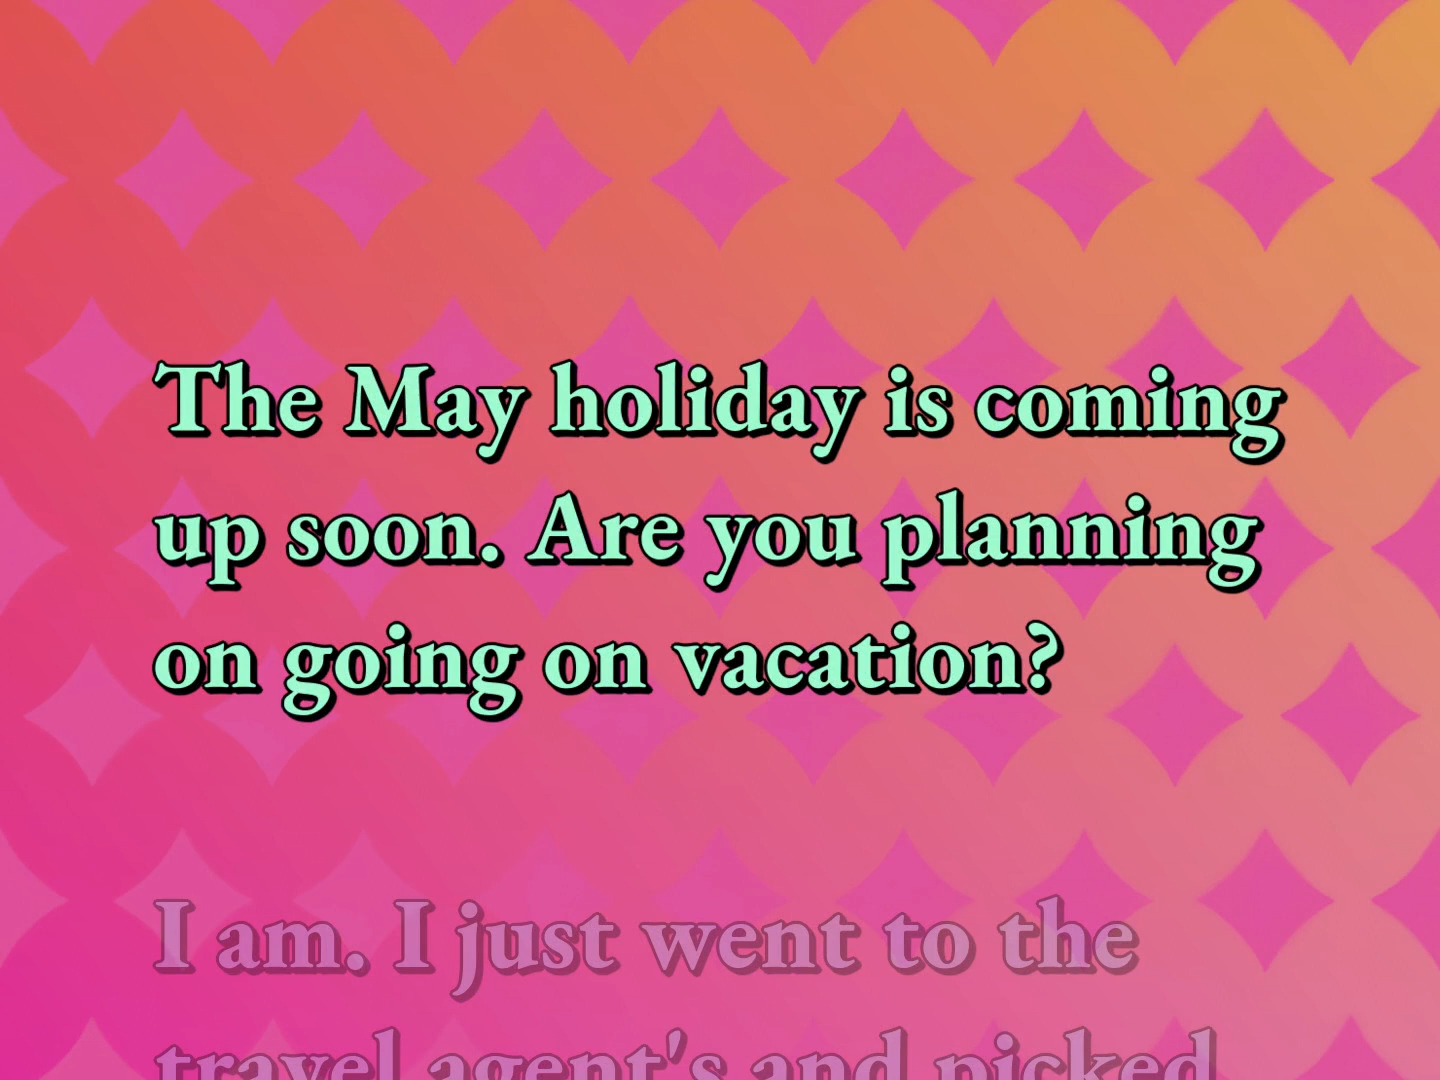 The May holiday is coming
up soon. Are you planning
on going on vacation?
I am. I just went to the
travel agent's and picked